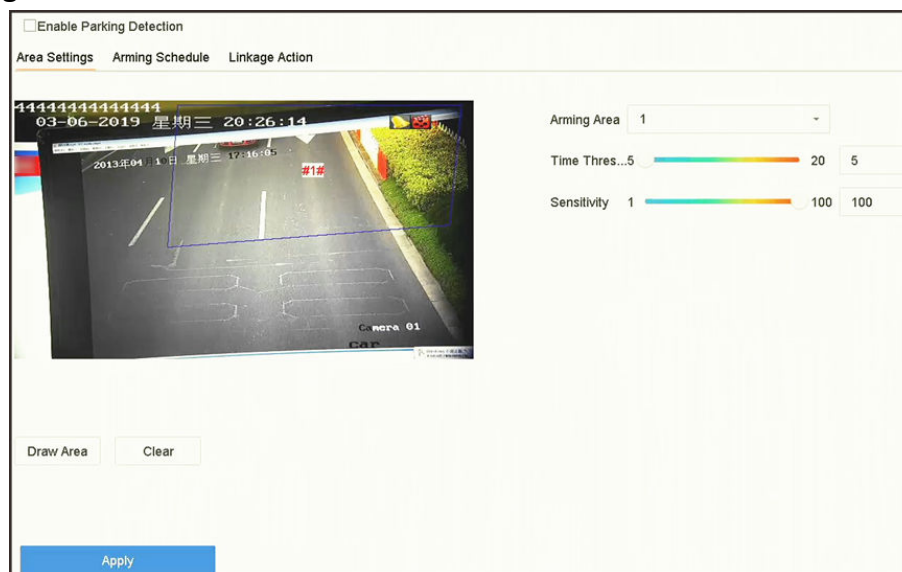 Enable Parking Detection
Area Settings Arming Schedule Linkage Action
44444444444444
03-06-2019 星期三 20:26:14
2013年04月10日 星期三 17:16:05
#1#
Camera 01
car
Arming Area 1
Time Thres...5 20 5
Sensitivity 1 100 100
Draw Area Clear
Apply